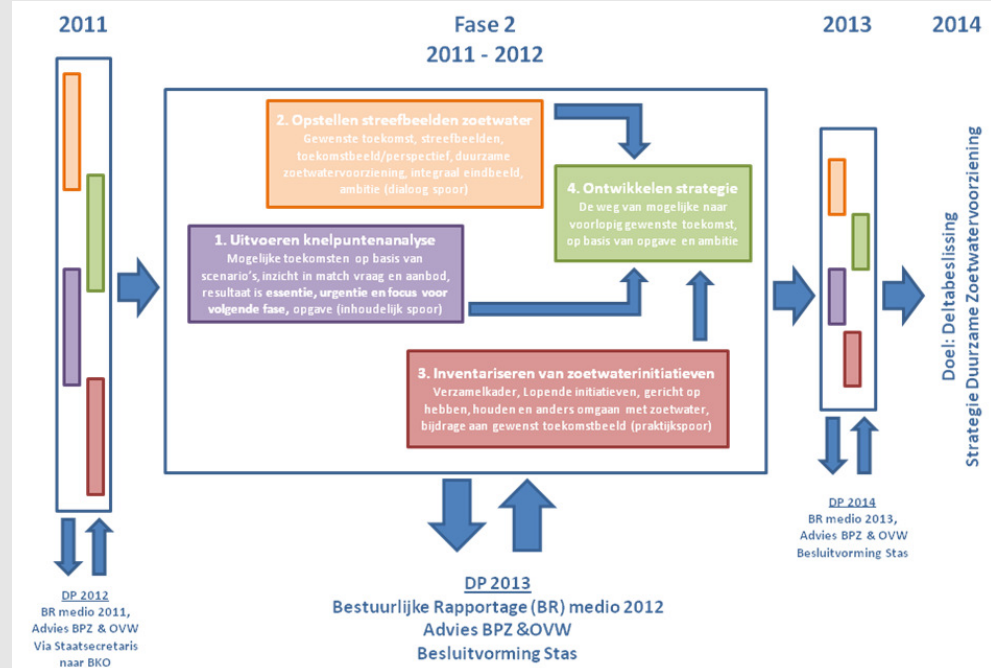 2011
Fase 2
2011 - 2012
2013
2014
2. Opstellen streefbeelden zoetwater
Gewenste toekomst, streefbeelden,
toekomstbeeld/perspectief, duurzame
zoetwatervoorziening, integraal eindbeeld,
ambitie (dialoog spoor)
4. Ontwikkelen strategie
De weg van mogelijke naar
voorlopig gewenste toekomst,
op basis van opgave en ambitie
1. Uitvoeren knelpuntenanalyse
Mogelijke toekomsten op basis van
scenario's, inzicht in match vraag en aanbod,
resultaat is essentie, urgentie en focus voor
volgende fase, opgave (inhoudelijk spoor)
3. Inventariseren van zoetwaterinitiatieven
Verzamelkader, Lopende initiatieven, gericht op
hebben, houden en anders omgaan met zoetwater,
bijdrage aan gewenst toekomstbeeld (praktijkspoor)
Doel: Deltabeslissing
Strategie Duurzame Zoetwatervoorziening
DP 2012
BR medio 2011,
Advies BPZ & OVW
Via Staatsecretaris
naar BKO
DP 2013
Bestuurlijke Rapportage (BR) medio 2012
Advies BPZ &OVW
Besluitvorming Stas
DP 2014
BR medio 2013,
Advies BPZ & OVW
Besluitvorming Stas